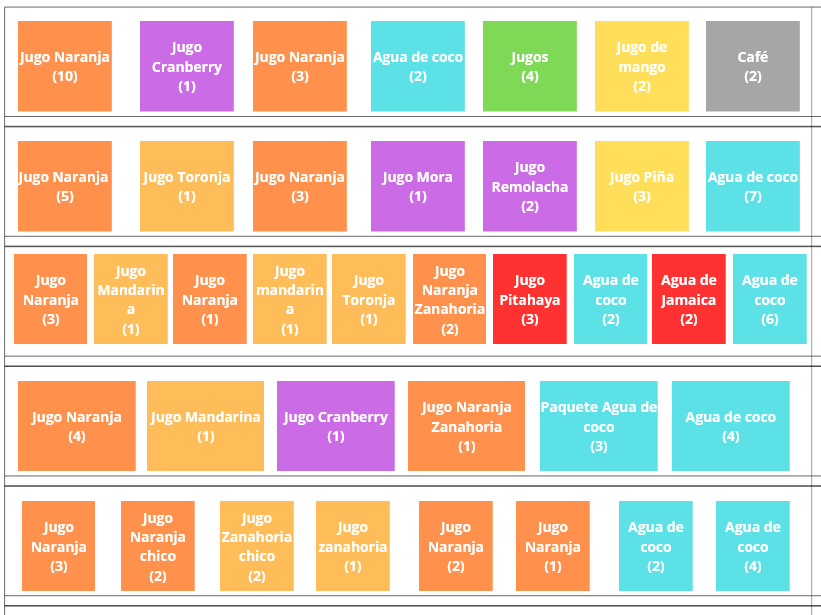 Jugo Naranja
(10)
Jugo
Cranberry
(1)
Jugo Naranja
(3)
Agua de coco
(2)
Jugos
(4)
Jugo de
mango
(2)
Café
(2)
Jugo Naranja
(5)
Jugo Toronja
(1)
Jugo Naranja
(3)
Jugo Mora
(1)
Jugo
Remolacha
(2)
Jugo Piña
(3)
Agua de coco
(7)
Jugo
Naranja
(3)
Jugo
Mandarin
a
(1)
Jugo
Naranja
(1)
Jugo
mandarin
a
(1)
Jugo
Toronja
(1)
Jugo
Naranja
Zanahoria
(2)
Jugo
Pitahaya
(3)
Agua de
coco
(2)
Agua de
Jamaica
(2)
Agua de
coco
(6)
Jugo Naranja
(4)
Jugo Mandarina
(1)
Jugo Cranberry
(1)
Jugo Naranja
Zanahoria
(1)
Paquete Agua de
coco
(3)
Agua de coco
(4)
Jugo
Naranja
(3)
Jugo
Naranja
chico
(2)
Jugo
Zanahoria
chico
(2)
Jugo
zanahoria
(1)
Jugo
Naranja
(2)
Jugo
Naranja
(1)
Agua de
coco
(2)
Agua de
coco
(4)